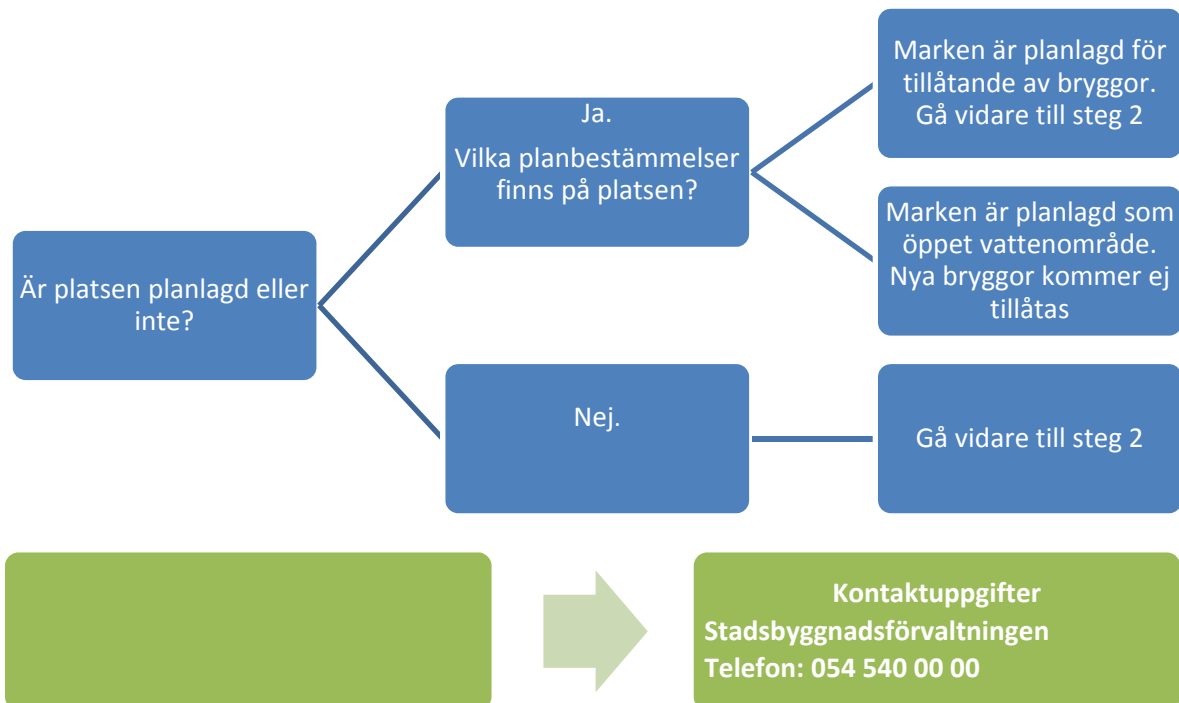 Är platsen planlagd eller
inte?
Ja.
Vilka planbestämmelser
finns på platsen?
Marken är planlagd för
tillåtande av bryggor.
Gå vidare till steg 2
Marken är planlagd som
öppet vattenområde.
Nya bryggor kommer ej
tillåtas
Nej.
Gå vidare till steg 2
Kontaktuppgifter
Stadsbyggnadsförvaltningen
Telefon: 054 540 00 00